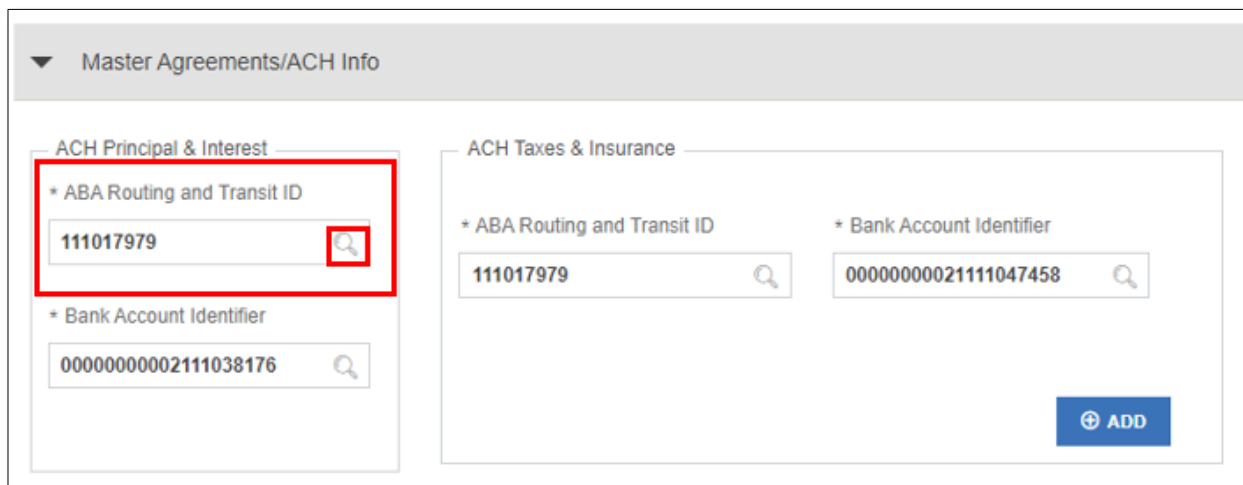 Master Agreements/ACH Info
ACH Principal & Interest
* ABA Routing and Transit ID
111017979
* Bank Account Identifier
00000000002111038176
ACH Taxes & Insurance
* ABA Routing and Transit ID
111017979
* Bank Account Identifier
00000000021111047458
ADD